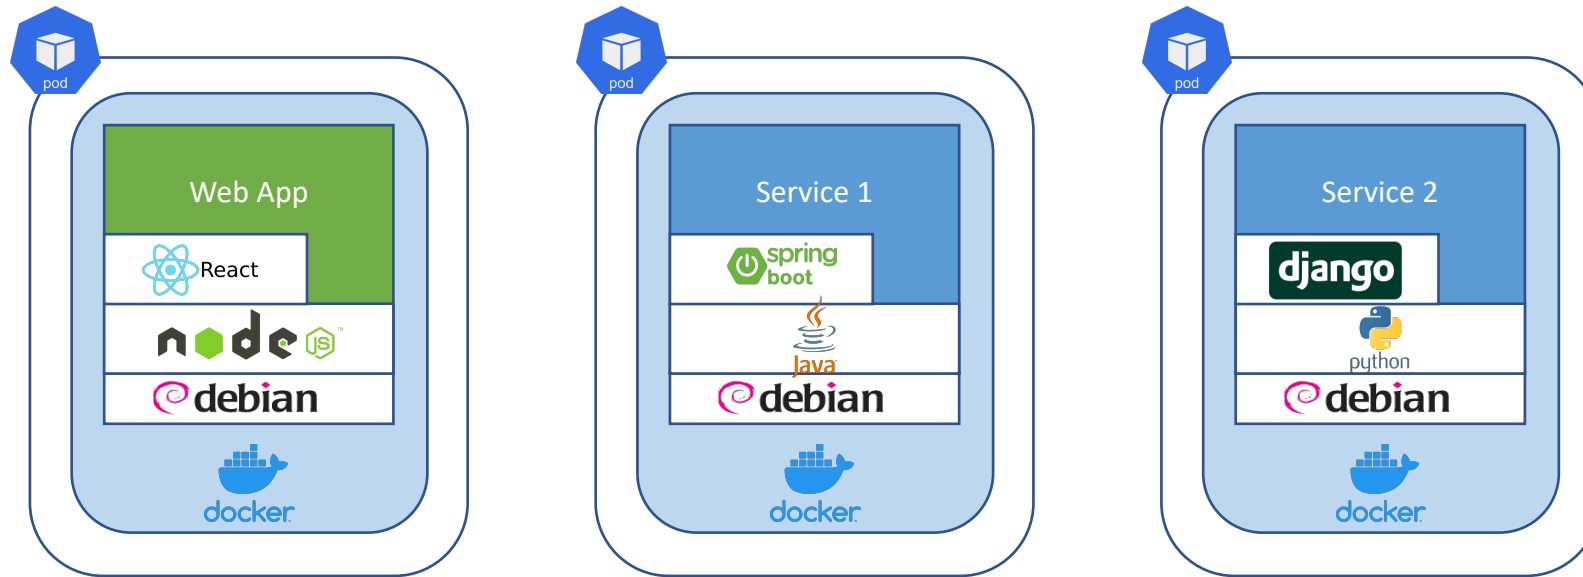 pod
Web App
React
node
JS
™
debian
docker
pod
Service 1
spring
boot
Java
debian
docker
pod
Service 2
django
python
debian
docker